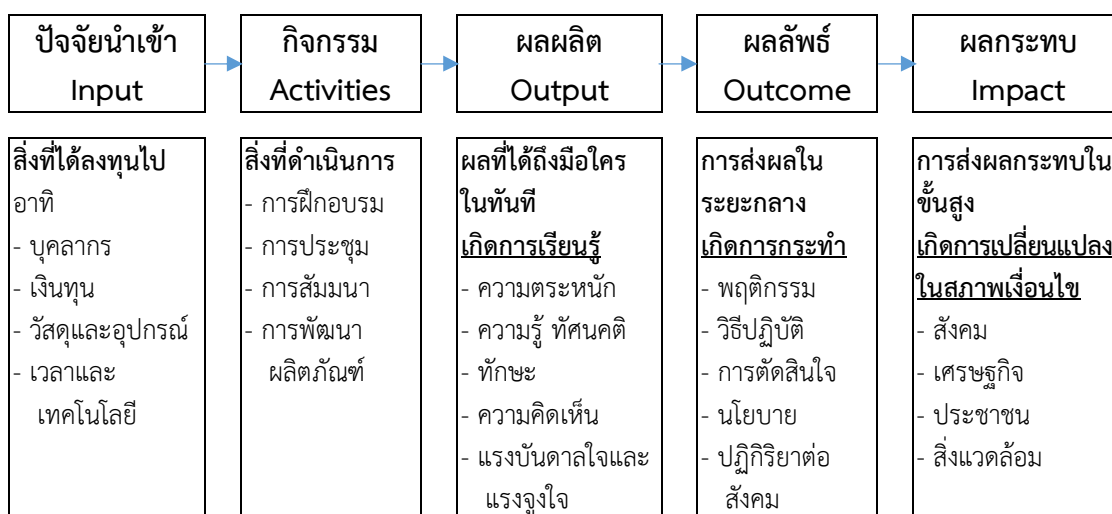 ปัจจัยนำเข้า
Input
กิจกรรม
Activities
ผลผลิต
Output
ผลลัพธ์
Outcome
ผลกระทบ
Impact
สิ่งที่ได้ลงทุนไป
อาทิ
- บุคลากร
- เงินทุน
- วัสดุและอุปกรณ์
- เวลาและ
เทคโนโลยี
สิ่งที่ดำเนินการ
- การฝึกอบรม
- การประชุม
- การสัมมนา
- การพัฒนา
ผลิตภัณฑ์
ผลที่ได้ถึงมือใคร
ในทันที
เกิดการเรียนรู้
- ความตระหนัก
- ความรู้ ทัศนคติ
- ทักษะ
- ความคิดเห็น
- แรงบันดาลใจและ
แรงจูงใจ
การส่งผลใน
ระยะกลาง
เกิดการกระทำ
- พฤติกรรม
- วิธีปฏิบัติ
- การตัดสินใจ
- นโยบาย
- ปฏิกิริยาต่อ
สังคม
การส่งผลกระทบใน
ขั้นสูง
เกิดการเปลี่ยนแปลง
ในสภาพเงื่อนไข
- สังคม
- เศรษฐกิจ
- ประชาชน
- สิ่งแวดล้อม